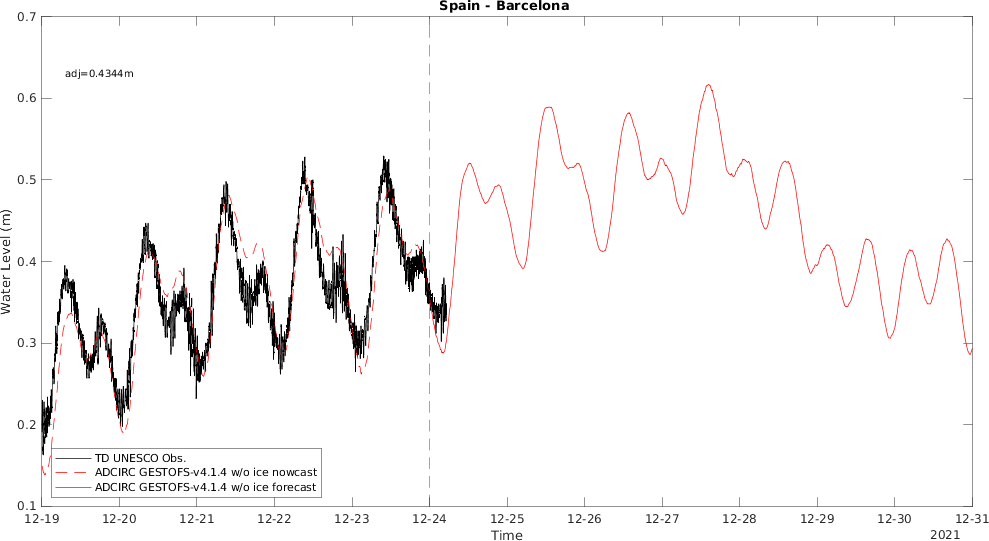 Spain - Barcelona
adj=0.4344m
0.7
0.6
0.5
0.4
0.3
0.2
0.1
Water Level (m)
TD UNESCO Obs.
ADCIRC GESTOFS-v4.1.4 w/o ice nowcast
ADCIRC GESTOFS-v4.1.4 w/o ice forecast
12-19 12-20 12-21 12-22 12-23 12-24 12-25 12-26 12-27 12-28 12-29 12-30 12-31
Time
2021